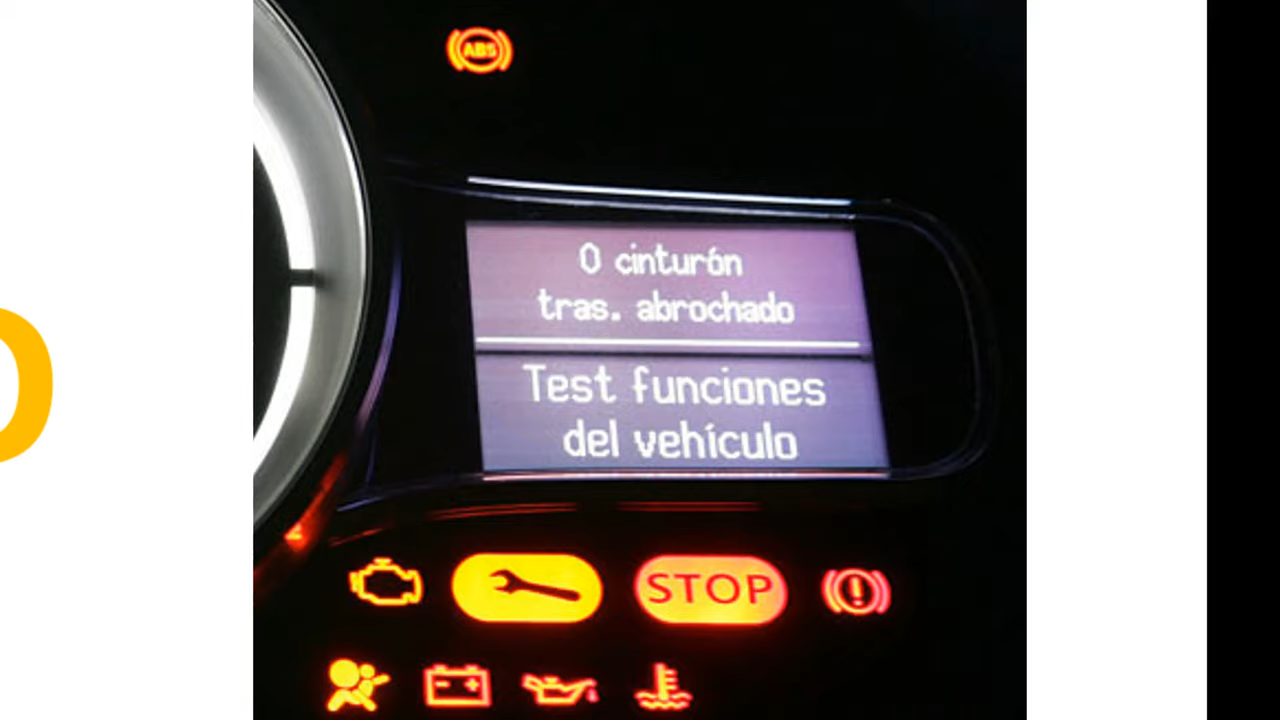 ABS
0 cinturón
tras. abrochado
Test funciones
del vehículo
STOP